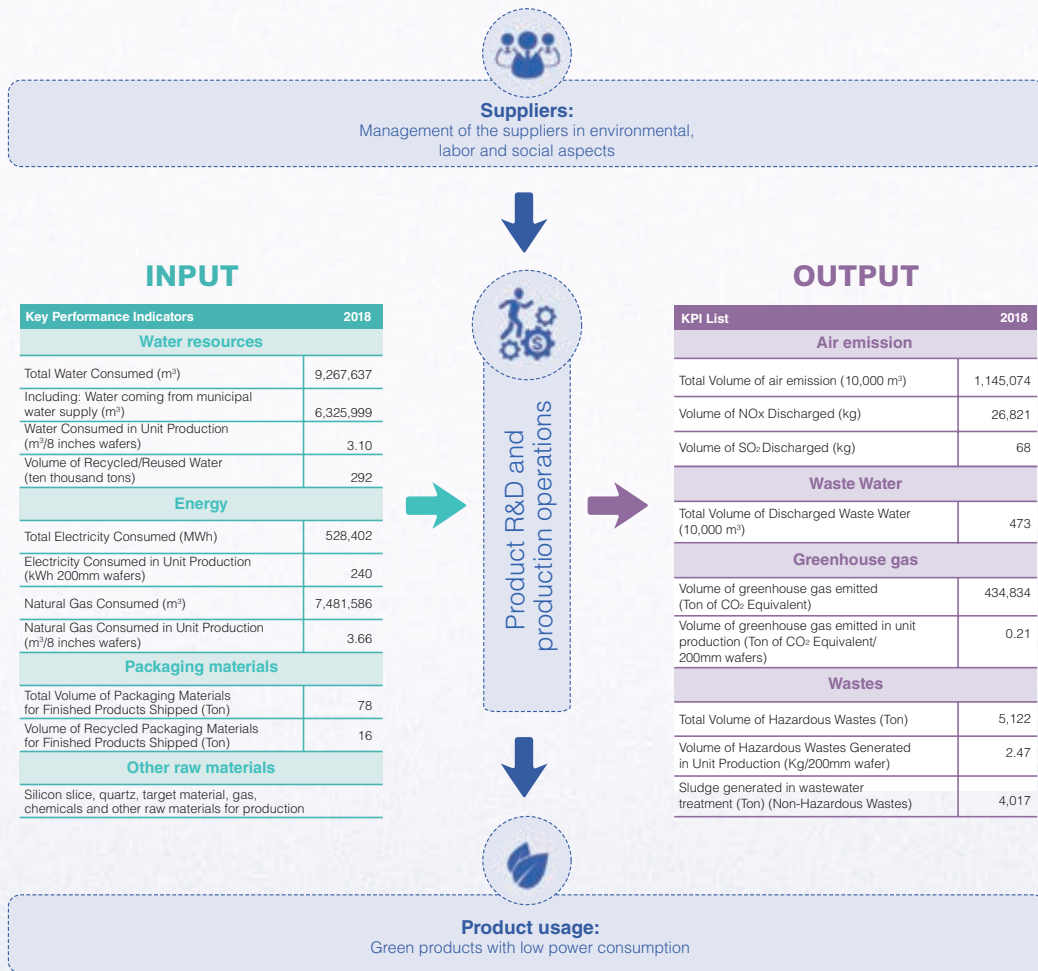 Suppliers:
Management of the suppliers in environmental,
labor and social aspects
INPUT
Key Performance Indicators 2018
Water resources
Total Water Consumed (m³) 9,267,637
Including: Water coming from municipal
water supply (m³) 6,325,999
Water Consumed in Unit Production
(m³/8 inches wafers) 3.10
Volume of Recycled/Reused Water
(ten thousand tons) 292
Energy
Total Electricity Consumed (MWh) 528,402
Electricity Consumed in Unit Production
(kWh 200mm wafers) 240
Natural Gas Consumed (m³) 7,481,586
Natural Gas Consumed in Unit Production
(m³/8 inches wafers) 3.66
Packaging materials
Total Volume of Packaging Materials
for Finished Products Shipped (Ton) 78
Volume of Recycled Packaging Materials
for Finished Products Shipped (Ton) 16
Other raw materials
Silicon slice, quartz, target material, gas,
chemicals and other raw materials for production
S
Product R&D and
production operations
OUTPUT
KPI List 2018
Air emission
Total Volume of air emission (10,000 m³) 1,145,074
Volume of NOx Discharged (kg) 26,821
Volume of SO₂ Discharged (kg) 68
Waste Water
Total Volume of Discharged Waste Water
(10,000 m³) 473
Greenhouse gas
Volume of greenhouse gas emitted
(Ton of CO₂ Equivalent) 434,834
Volume of greenhouse gas emitted in unit
production (Ton of CO₂ Equivalent/
200mm wafers) 0.21
Wastes
Total Volume of Hazardous Wastes (Ton) 5,122
Volume of Hazardous Wastes Generated
in Unit Production (Kg/200mm wafer) 2.47
Sludge generated in wastewater
treatment (Ton) (Non-Hazardous Wastes) 4,017
Product usage:
Green products with low power consumption